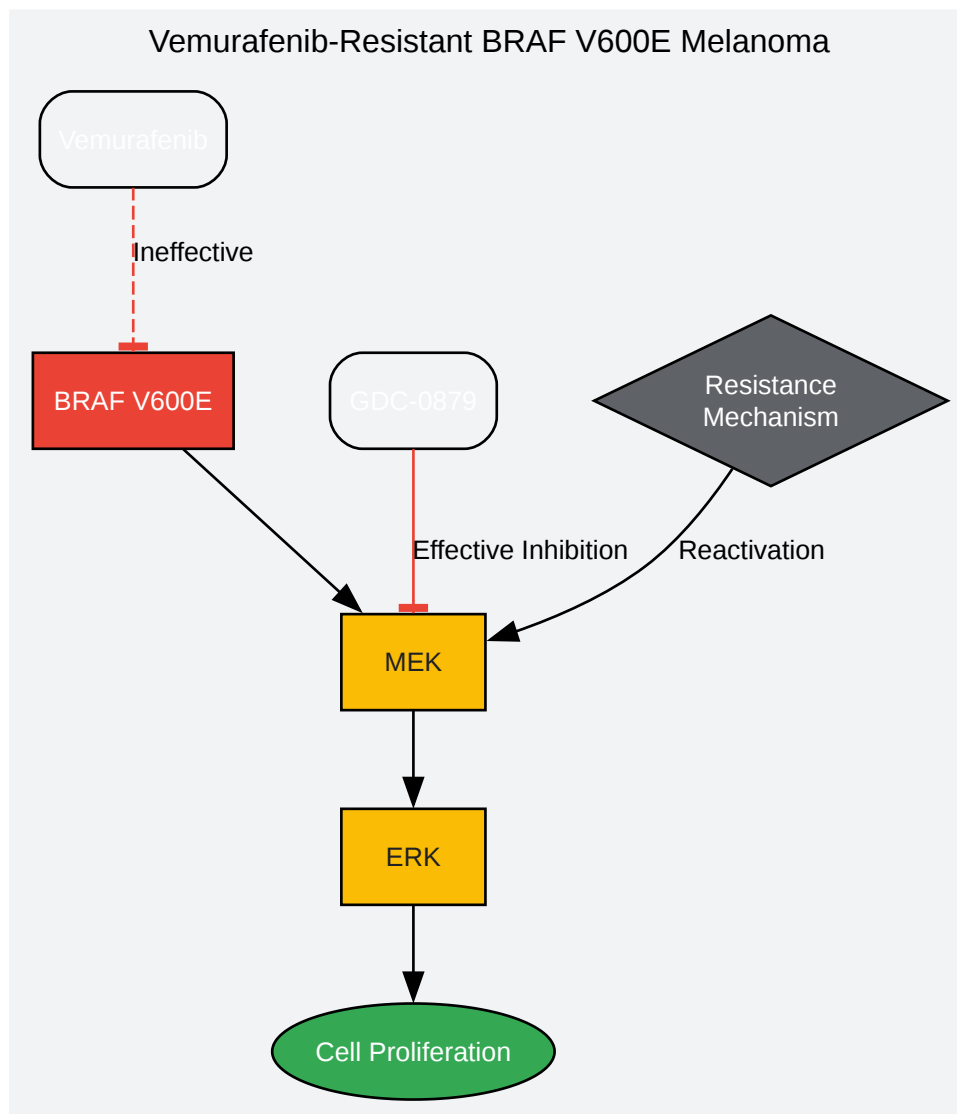 Vemurafenib-Resistant BRAF V600E Melanoma
Vemurafenib
Ineffective
BRAF V600E
GDC-0879
Resistance
Mechanism
Effective Inhibition
Reactivation
MEK
ERK
Cell Proliferation